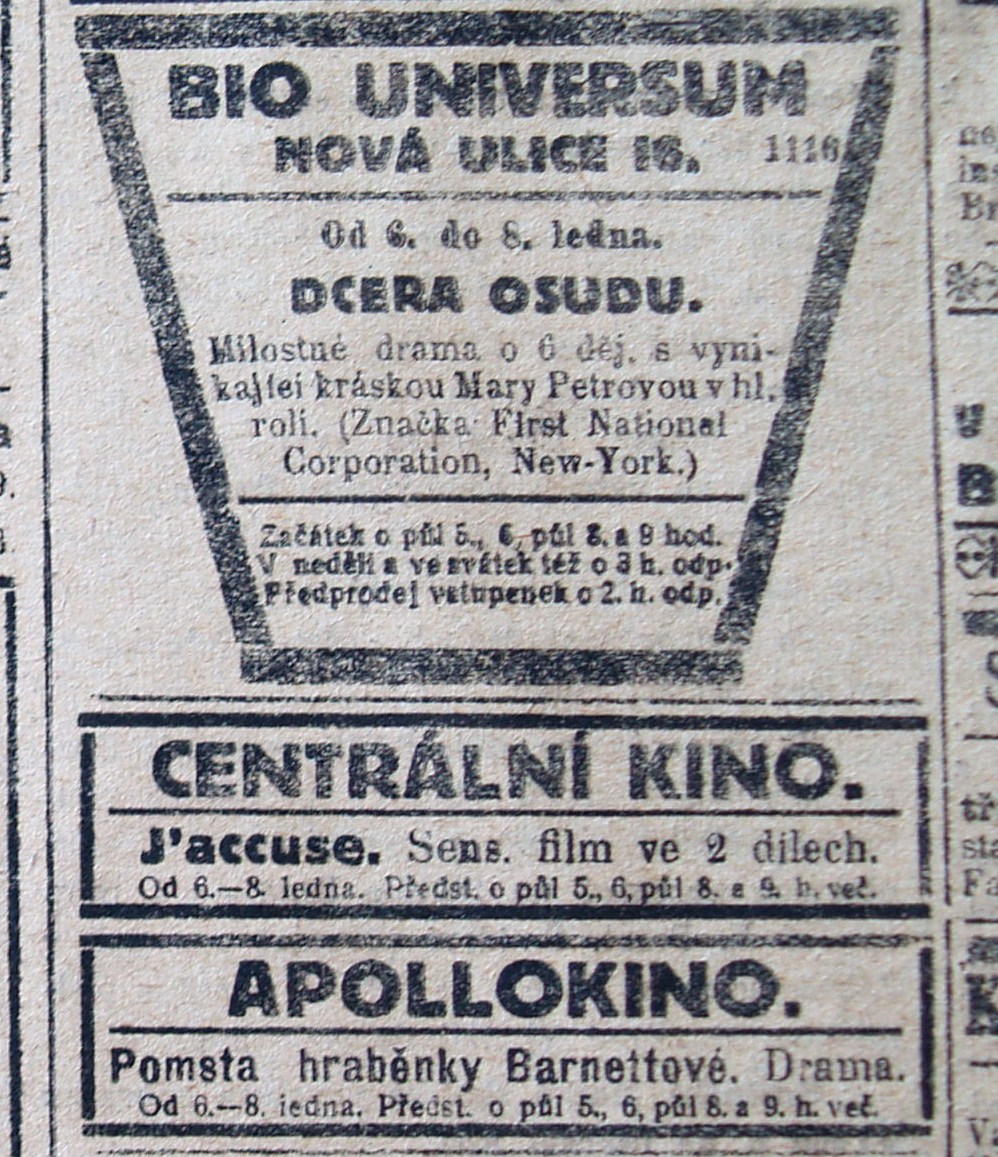 BIO UNIVERSUM
NOVÁ ULICE 16. 1116
Od 6. do 8. ledna.
DCERA OSUDU.
Milostné drama o 6 děj. s vyni-
kající kráskou Mary Petrovou v hl.
roli. (Značka First National
Corporation, New-York.)
Začátek o půl 5., 6, půl 8. a 9 hod.
V neděli a ve svátek též o 3 h. odp.
Předprodej vstupenek o 2. h. odp.
CENTRÁLNÍ KINO.
J'accuse. Sens. film ve 2 dílech.
Od 6.—8. ledna. Předst. o půl 5., 6, půl 8. a 9. h. več.
APOLLOKINO.
Pomsta hraběnky Barnettové. Drama.
Od 6.—8. ledna. Předst. o půl 5., 6, půl 8. a 9. h. več.